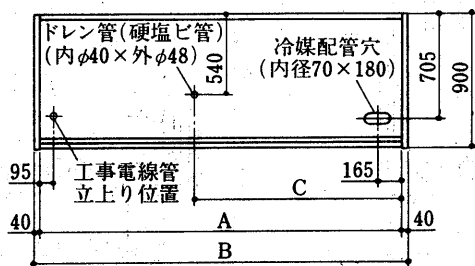 ドレン管(硬塩ビ管)
(内φ40×外φ48)
540
冷媒配管穴
(内径70×180)
705
900
95
工事電線管
立上り位置
165
C
40
A
40
B